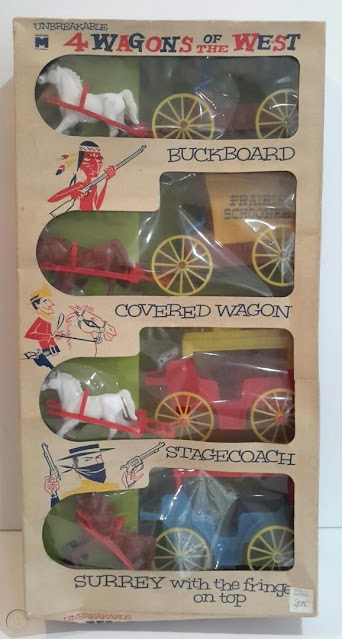 UNBREAKABLE
M
4 WAGONS OF THE WEST
BUCKBOARD
PRAIRIE
SCHOONER
COVERED WAGON
STAGECOACH
SURREY with the fringe
on top
UNBREAKABLE